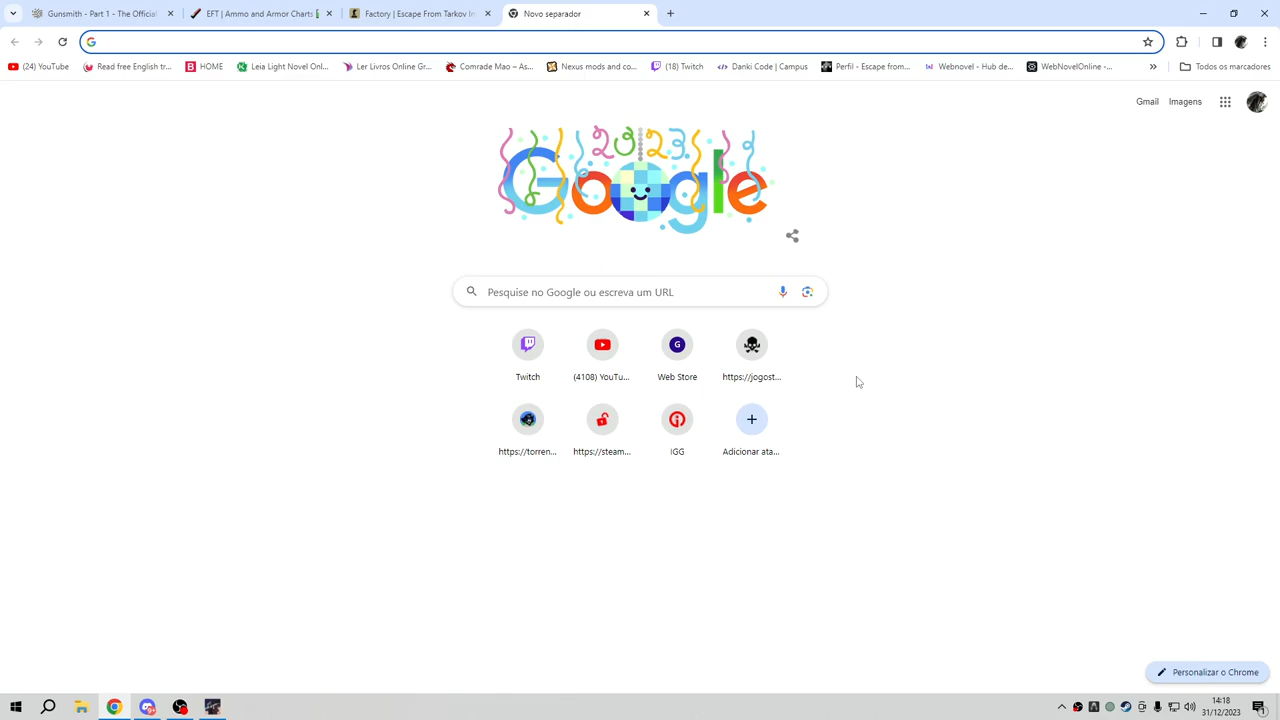 Gunsmith - Part 1 - The Official
EFT | Ammo and Armor Charts
Factory | Escape From Tarkov In
Novo separador
(24) YouTube
Read free English tr...
HOME
Leia Light Novel Onl...
Ler Livros Online Gr...
Comrade Mao – As...
Nexus mods and co...
(18) Twitch
Danki Code | Campus
Perfil - Escape from...
Webnovel - Hub de...
WebNovelOnline -...
»
Todos os marcadores
Gmail
Imagens
2023
Google
Pesquise no Google ou escreva um URL
G
Twitch
(4108) YouTu...
Web Store
https://jogost...
https://torren...
https://steam...
IGG
Adicionar ata...
Personalizar o Chrome
14:18
31/12/2023